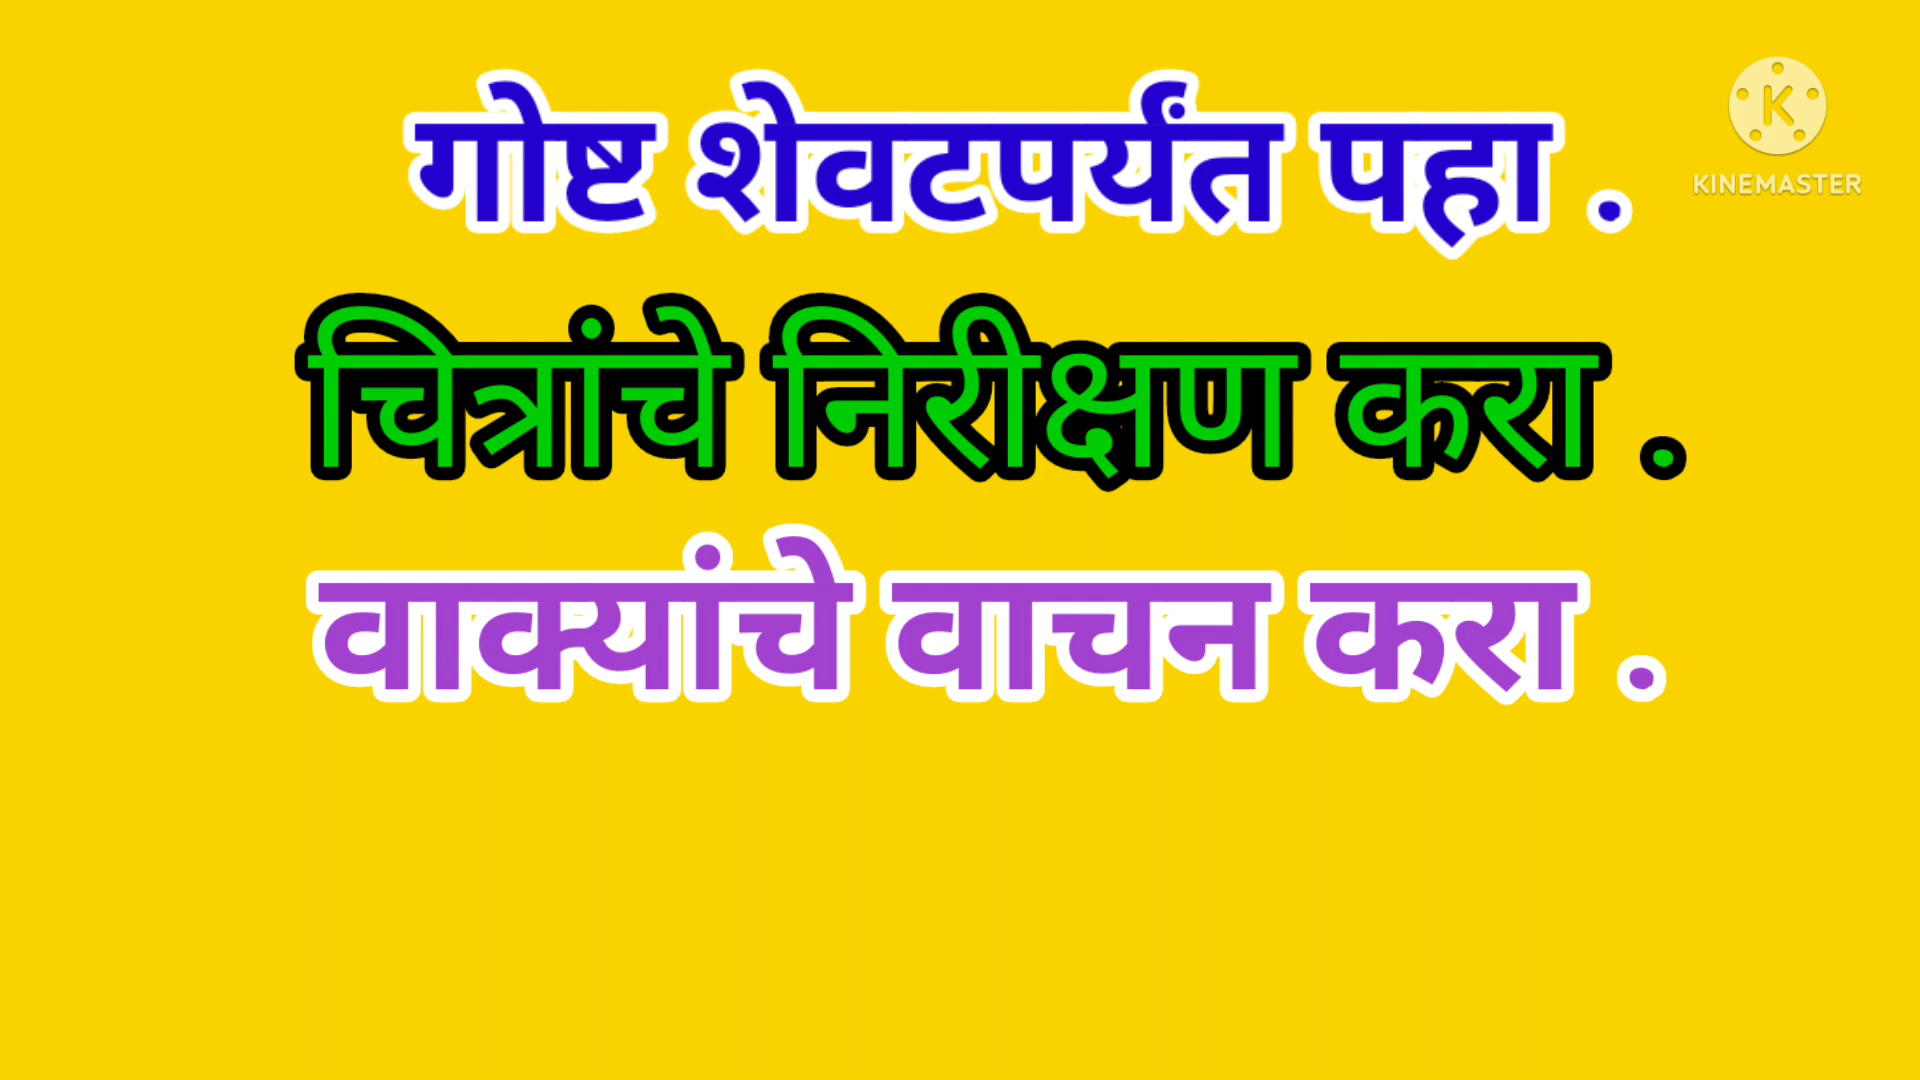 गोष्ट शेवटपर्यंत पहा .
KINEMASTER
चित्रांचे निरीक्षण करा .
वाक्यांचे वाचन करा .